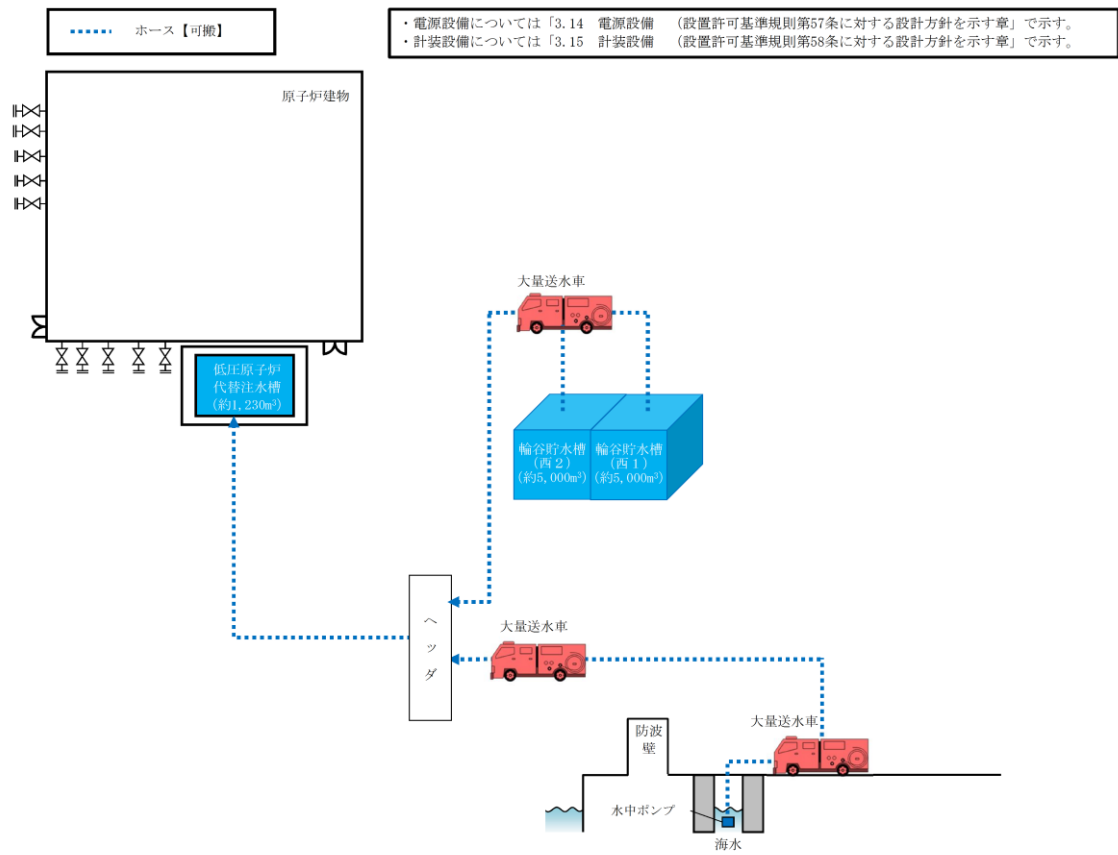 ホース【可搬】
・電源設備については「3.14　電源設備　（設置許可基準規則第57条に対する設計方針を示す章」で示す。
・計装設備については「3.15　計装設備　（設置許可基準規則第58条に対する設計方針を示す章」で示す。
原子炉建物
大量送水車
低圧原子炉
代替注水槽
(約1,230m³)
輪谷貯水槽
(西２)
(約5,000m³)
輪谷貯水槽
(西１)
(約5,000m³)
ヘッダ
大量送水車
大量送水車
防波
壁
水中ポンプ
海水